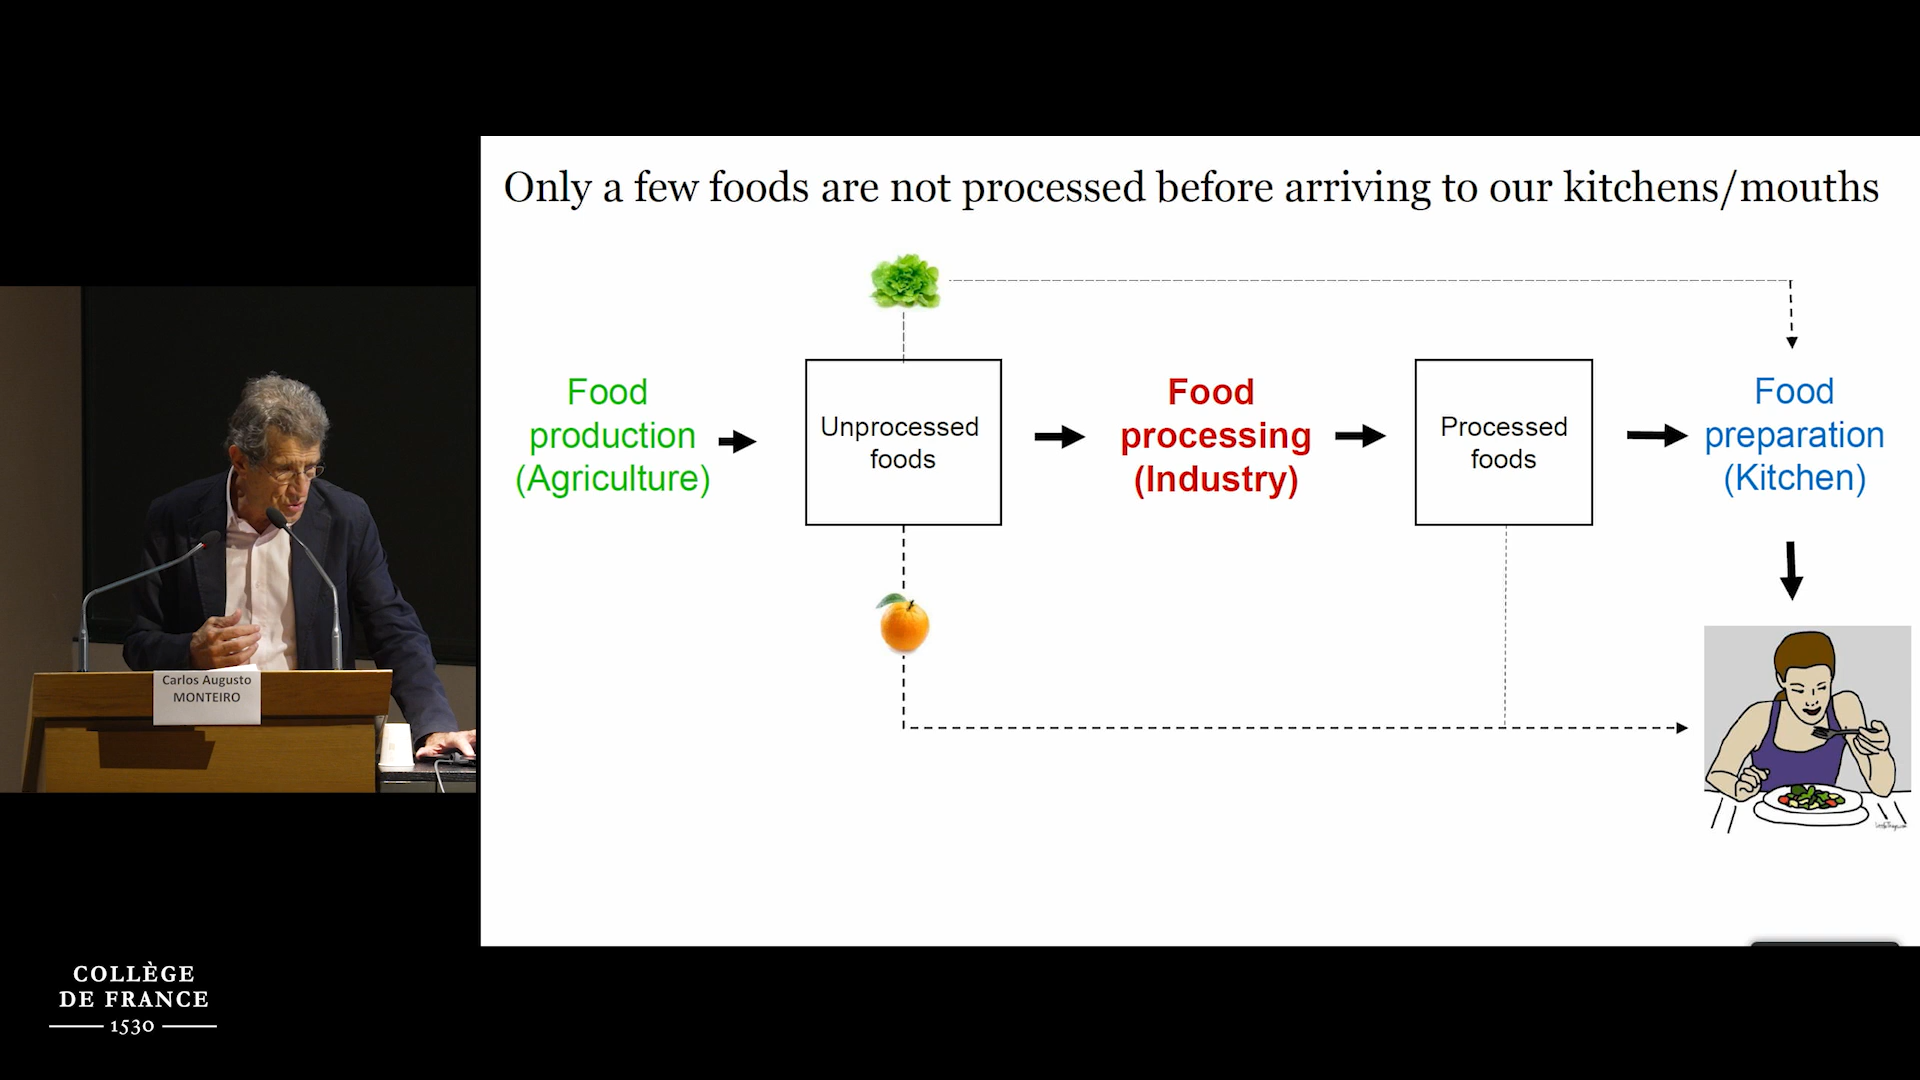 Only a few foods are not processed before arriving to our kitchens/mouths
Food
production
(Agriculture)
Unprocessed
foods
Food
processing
(Industry)
Processed
foods
Food
preparation
(Kitchen)
Carlos Augusto
MONTEIRO
COLLÈGE
DE FRANCE
1530